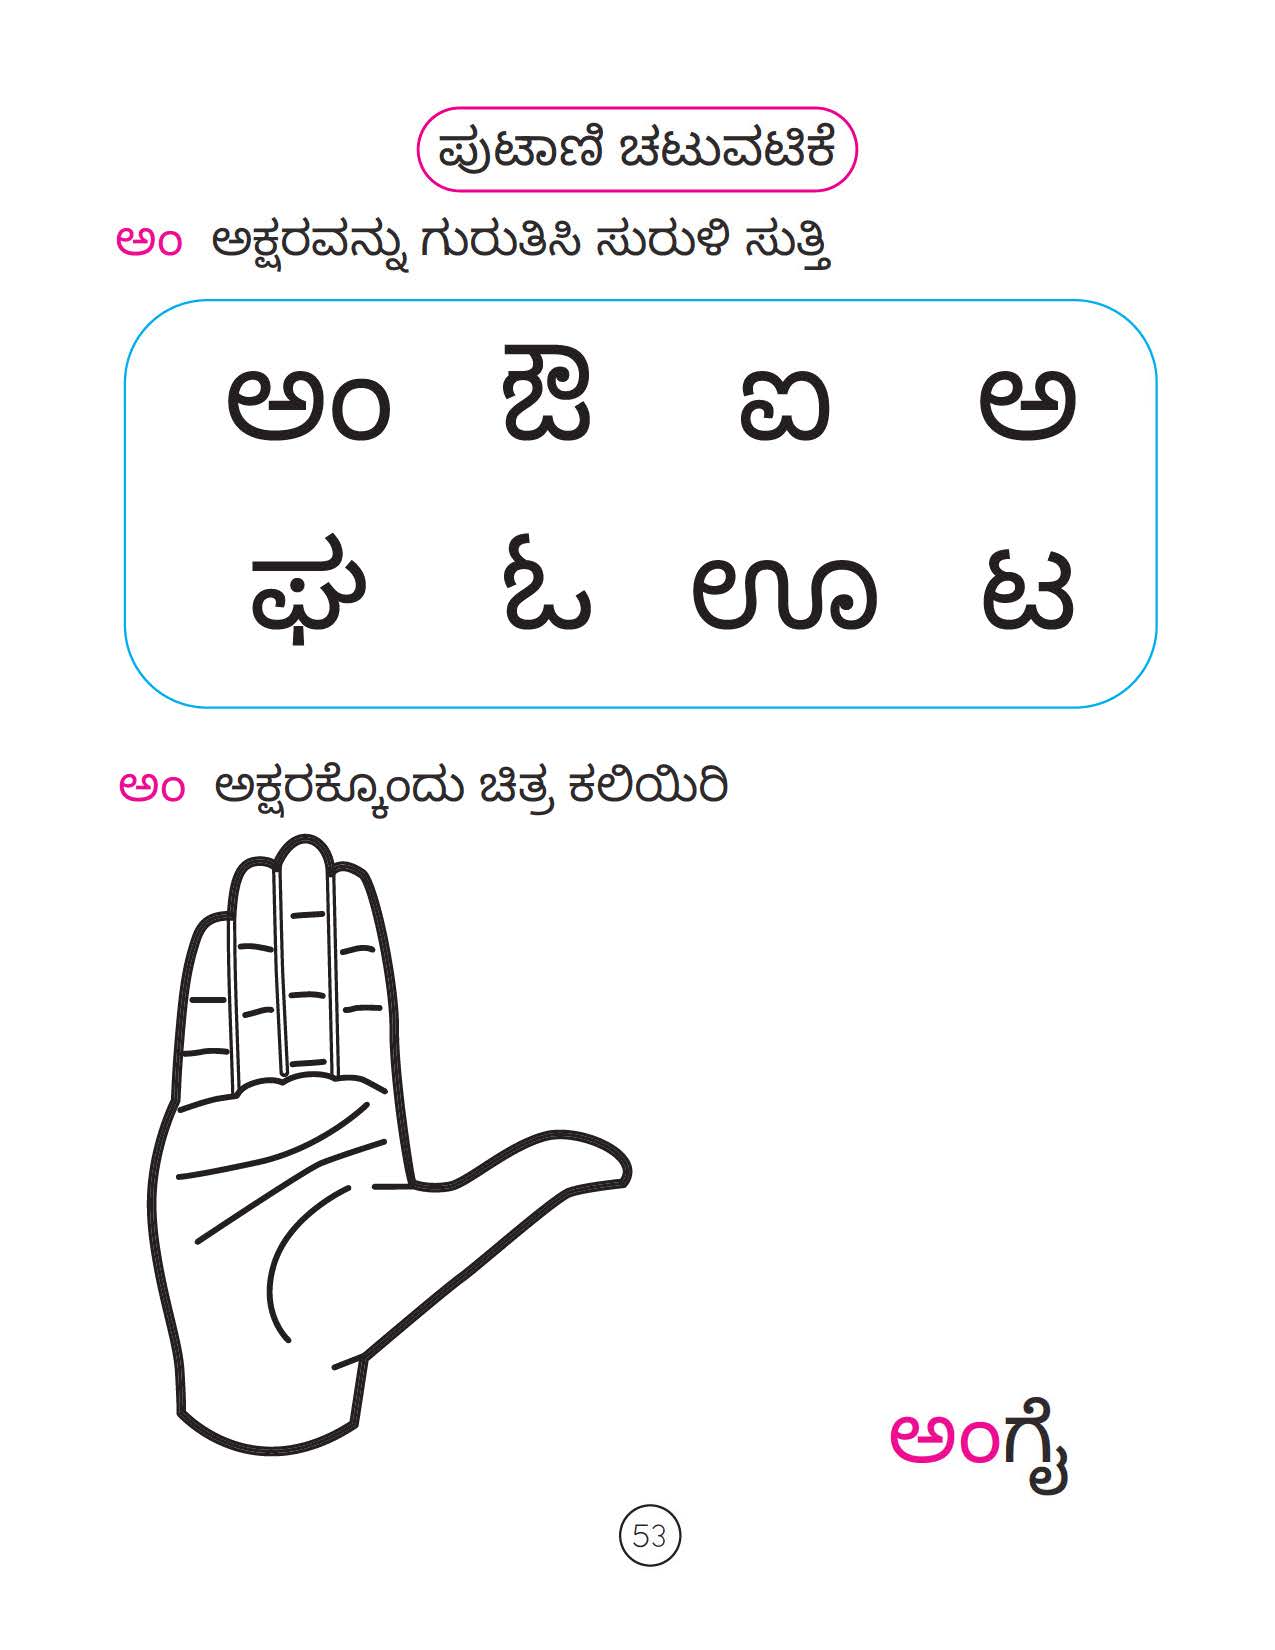 ಪುಟಾಣಿ ಚಟುವಟಿಕೆ
ಅಂ ಅಕ್ಷರವನ್ನು ಗುರುತಿಸಿ ಸುರುಳಿ ಸುತ್ತಿ
ಅಂ ಔ ಐ ಅ
ಘ ಓ ಊ ಟ
ಅಂ ಅಕ್ಷರಕ್ಕೊಂದು ಚಿತ್ರ ಕಲಿಯಿರಿ
ಅಂಗೈ
53